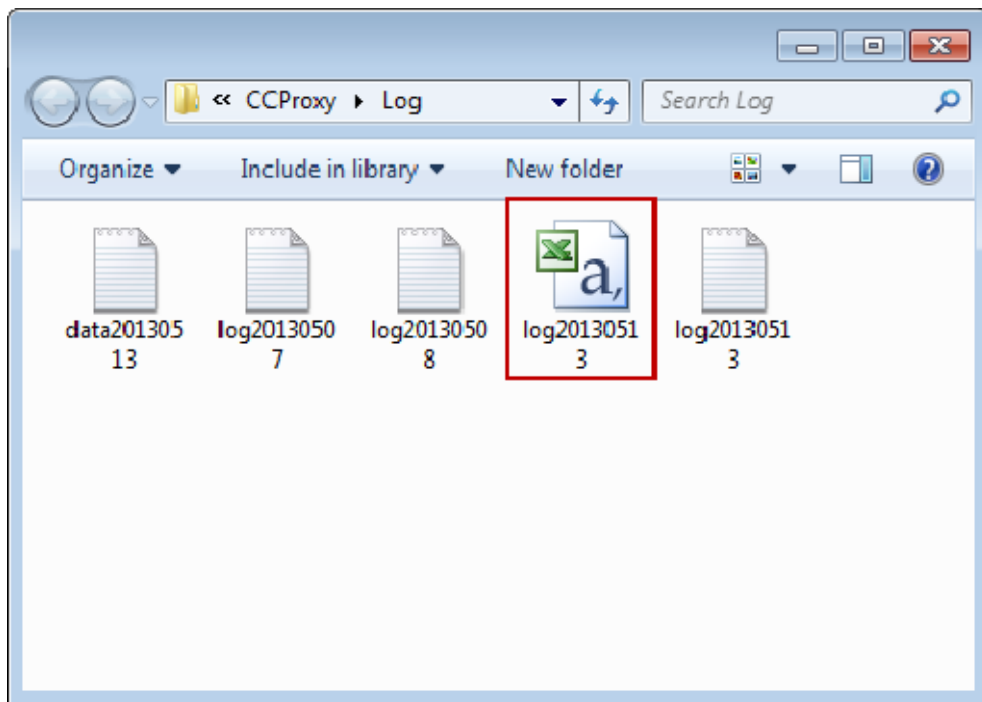 « CCProxy ▸ Log Search Log
Organize Include in library New folder
data201305 log2013050 log2013050 log2013051 log2013051
13 7 8 3 3